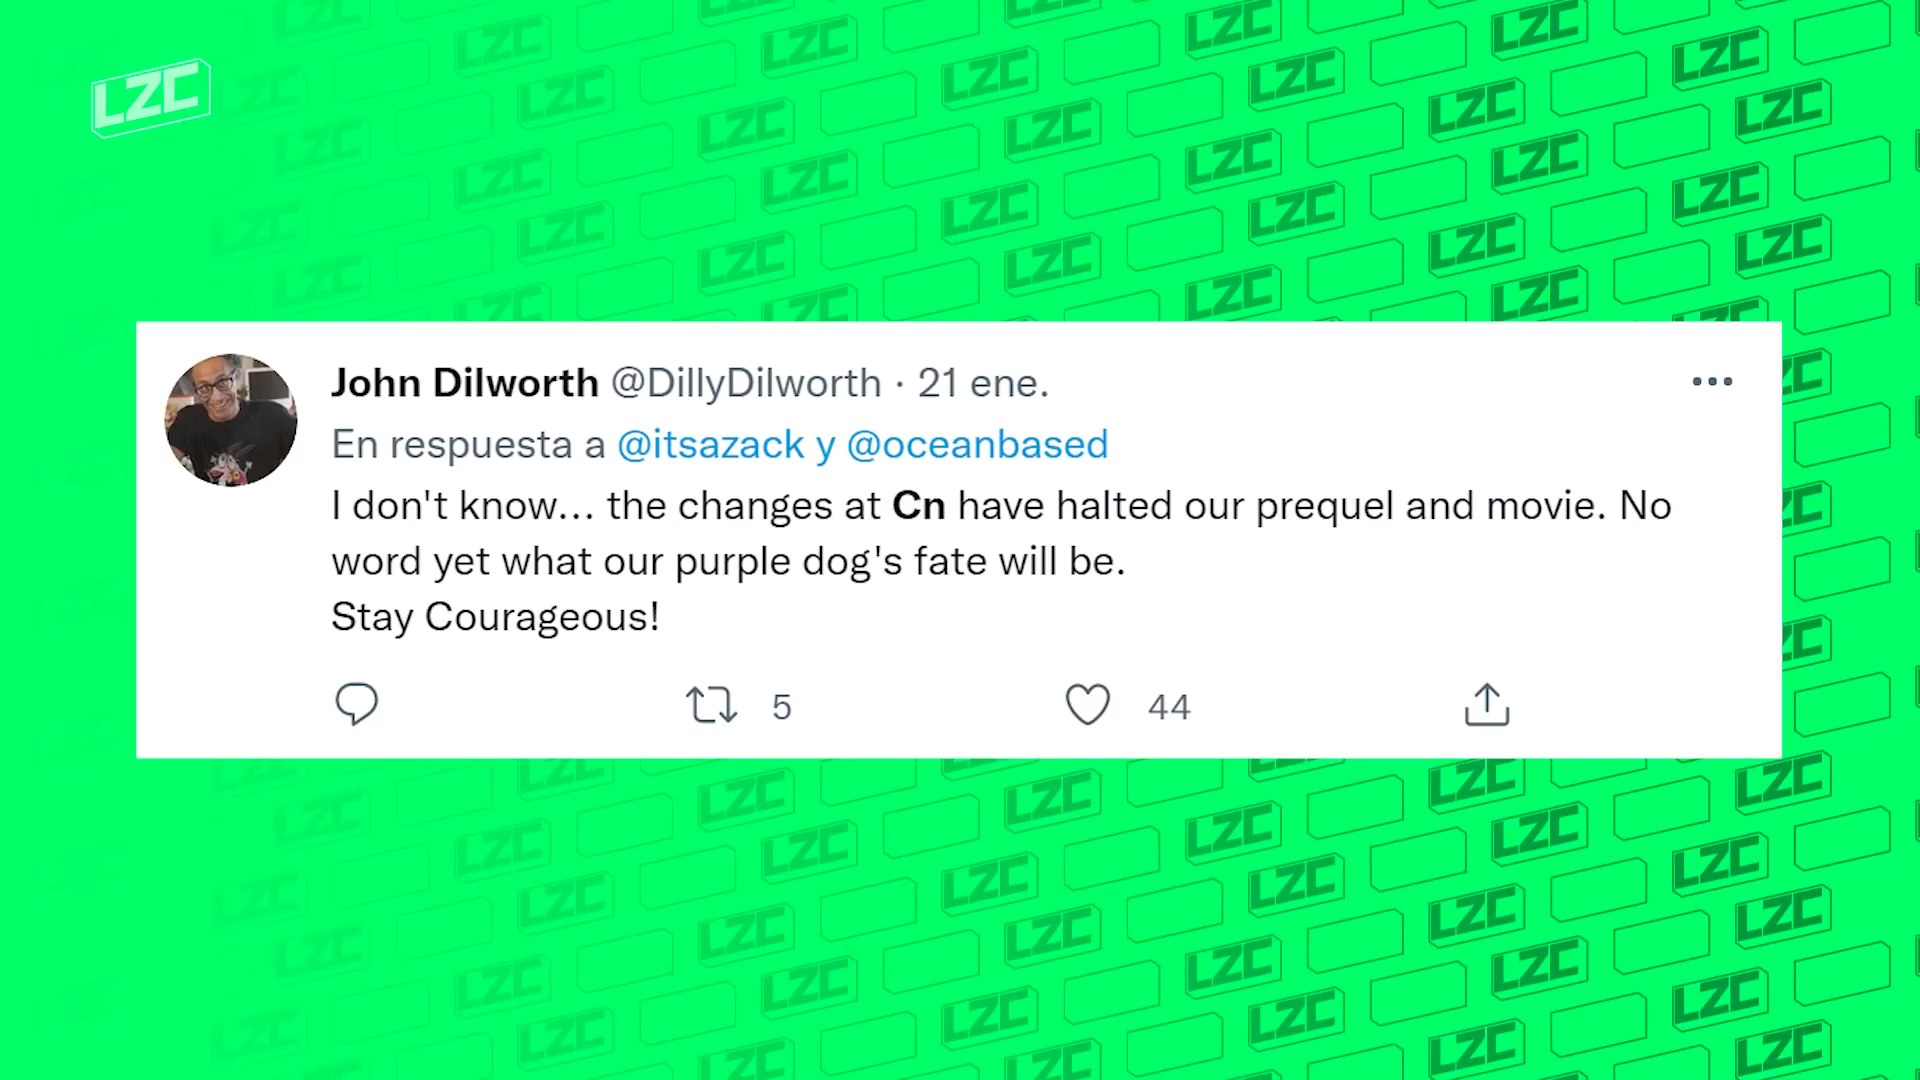 LZC
John Dilworth @DillyDilworth · 21 ene.
En respuesta a @itsazack y @oceanbased
I don't know... the changes at Cn have halted our prequel and movie. No
word yet what our purple dog's fate will be.
Stay Courageous!
5 44